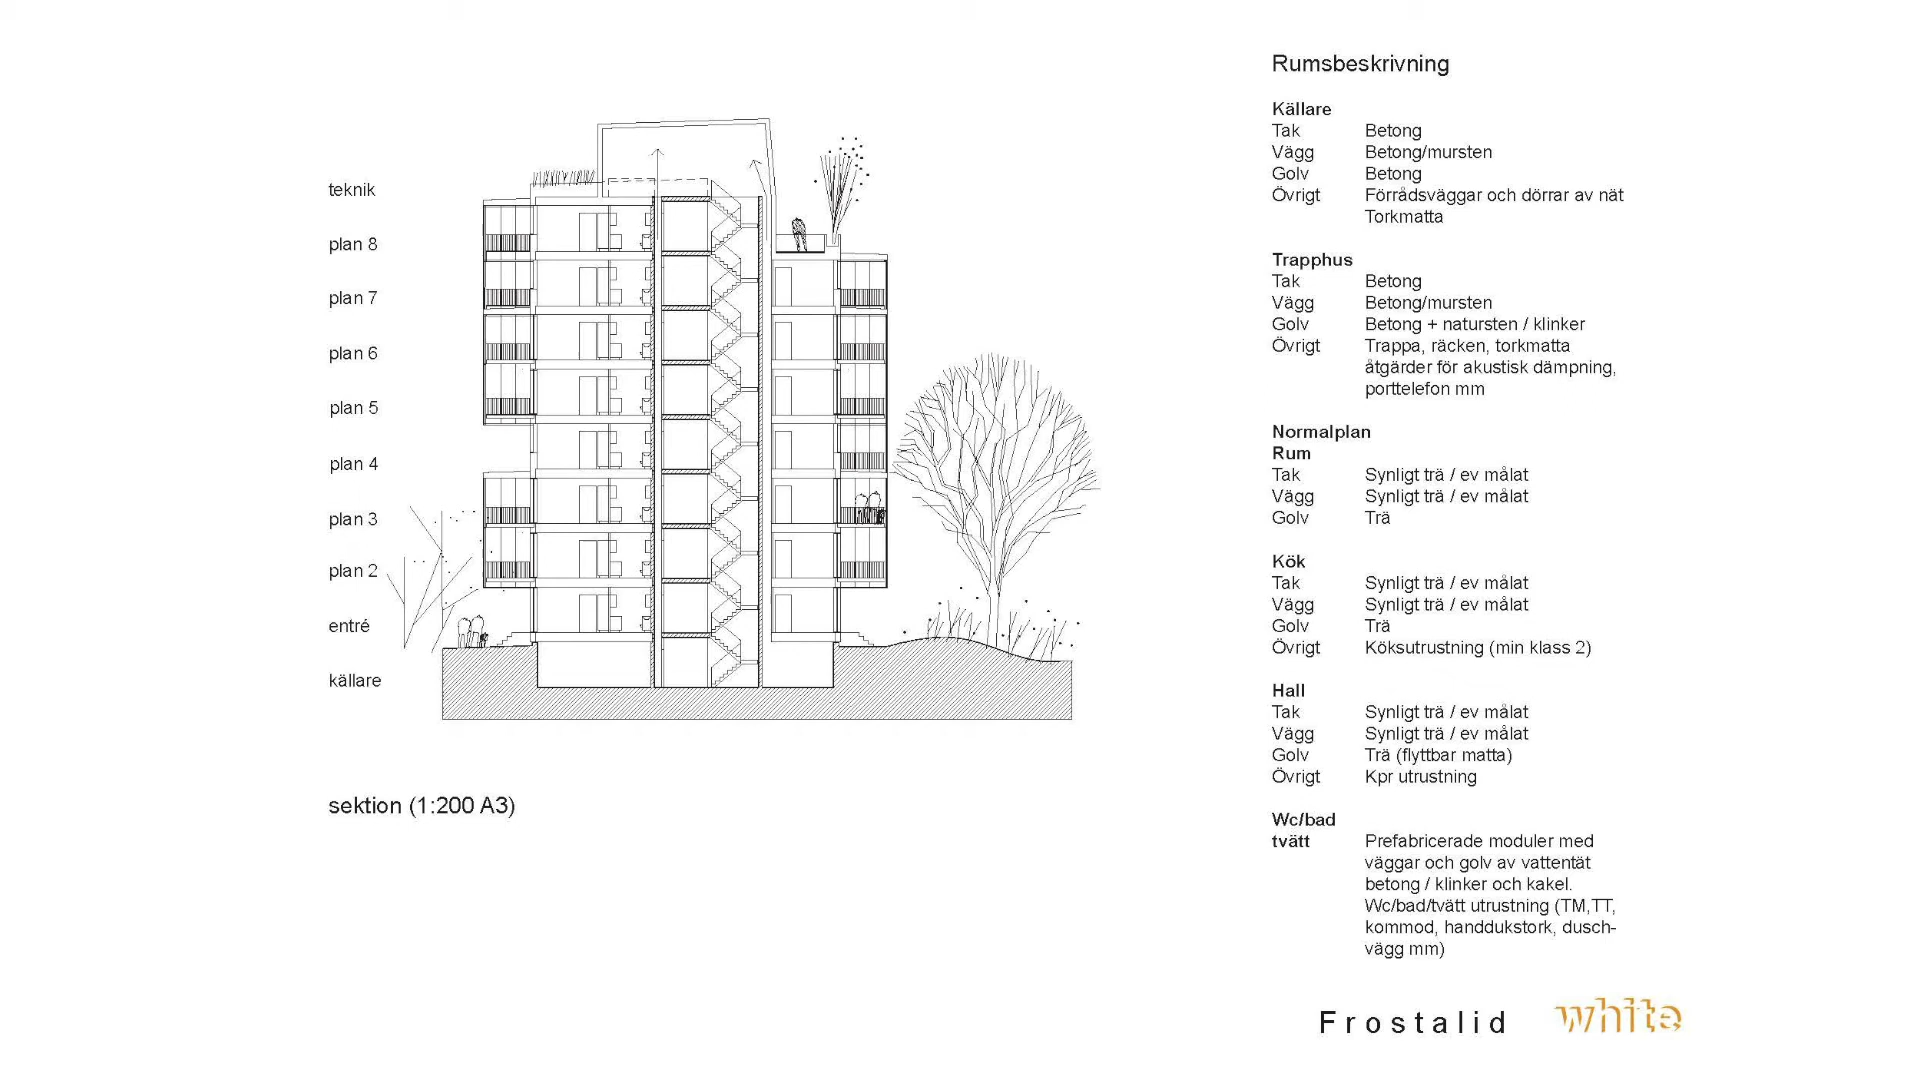 teknik
plan 8
plan 7
plan 6
plan 5
plan 4
plan 3
plan 2
entré
källare
sektion (1:200 A3)
Rumsbeskrivning
Källare
Tak Betong
Vägg Betong/mursten
Golv Betong
Övrigt Förrådsväggar och dörrar av nät
Torkmatta
Trapphus
Tak Betong
Vägg Betong/mursten
Golv Betong + natursten / klinker
Övrigt Trappa, räcken, torkmatta
åtgärder för akustisk dämpning,
porttelefon mm
Normalplan
Rum
Tak Synligt trä / ev målat
Vägg Synligt trä / ev målat
Golv Trä
Kök
Tak Synligt trä / ev målat
Vägg Synligt trä / ev målat
Golv Trä
Övrigt Köksutrustning (min klass 2)
Hall
Tak Synligt trä / ev målat
Vägg Synligt trä / ev målat
Golv Trä (flyttbar matta)
Övrigt Kpr utrustning
Wc/bad
tvätt Prefabricerade moduler med
väggar och golv av vattentät
betong / klinker och kakel.
Wc/bad/tvätt utrustning (TM,TT,
kommod, handdukstork, dusch-
vägg mm)
Frostalid white